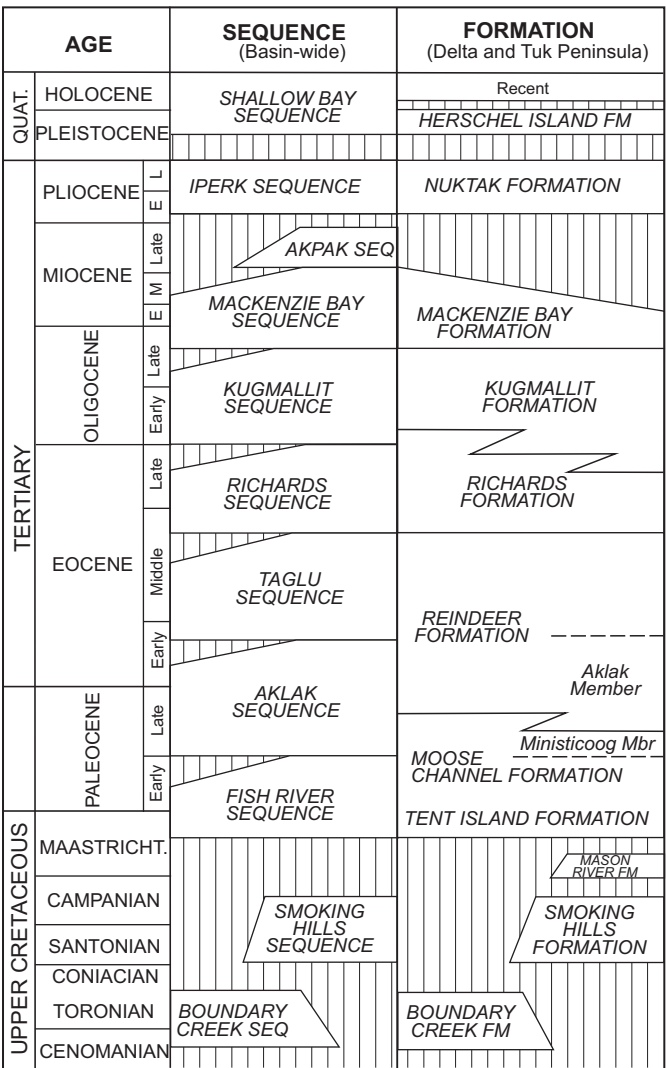 AGE
SEQUENCE
(Basin-wide)
FORMATION
(Delta and Tuk Peninsula)
QUAT.
HOLOCENE
PLEISTOCENE
SHALLOW BAY
SEQUENCE
Recent
HERSCHEL ISLAND FM
TERTIARY
PLIOCENE
L
E
IPERK SEQUENCE
NUKTAK FORMATION
MIOCENE
Late
M
E
AKPAK SEQ
MACKENZIE BAY
SEQUENCE
MACKENZIE BAY
FORMATION
OLIGOCENE
Late
Early
KUGMALLIT
SEQUENCE
KUGMALLIT
FORMATION
EOCENE
Late
Middle
Early
RICHARDS
SEQUENCE
RICHARDS
FORMATION
TAGLU
SEQUENCE
REINDEER
FORMATION
Aklak
Member
PALEOCENE
Late
Early
AKLAK
SEQUENCE
Ministicoog Mbr
MOOSE
CHANNEL FORMATION
FISH RIVER
SEQUENCE
TENT ISLAND FORMATION
UPPER CRETACEOUS
MAASTRICHT.
MASON
RIVER FM
CAMPANIAN
SANTONIAN
SMOKING
HILLS
SEQUENCE
SMOKING
HILLS
FORMATION
CONIACIAN
TORONIAN
CENOMANIAN
BOUNDARY
CREEK SEQ
BOUNDARY
CREEK FM